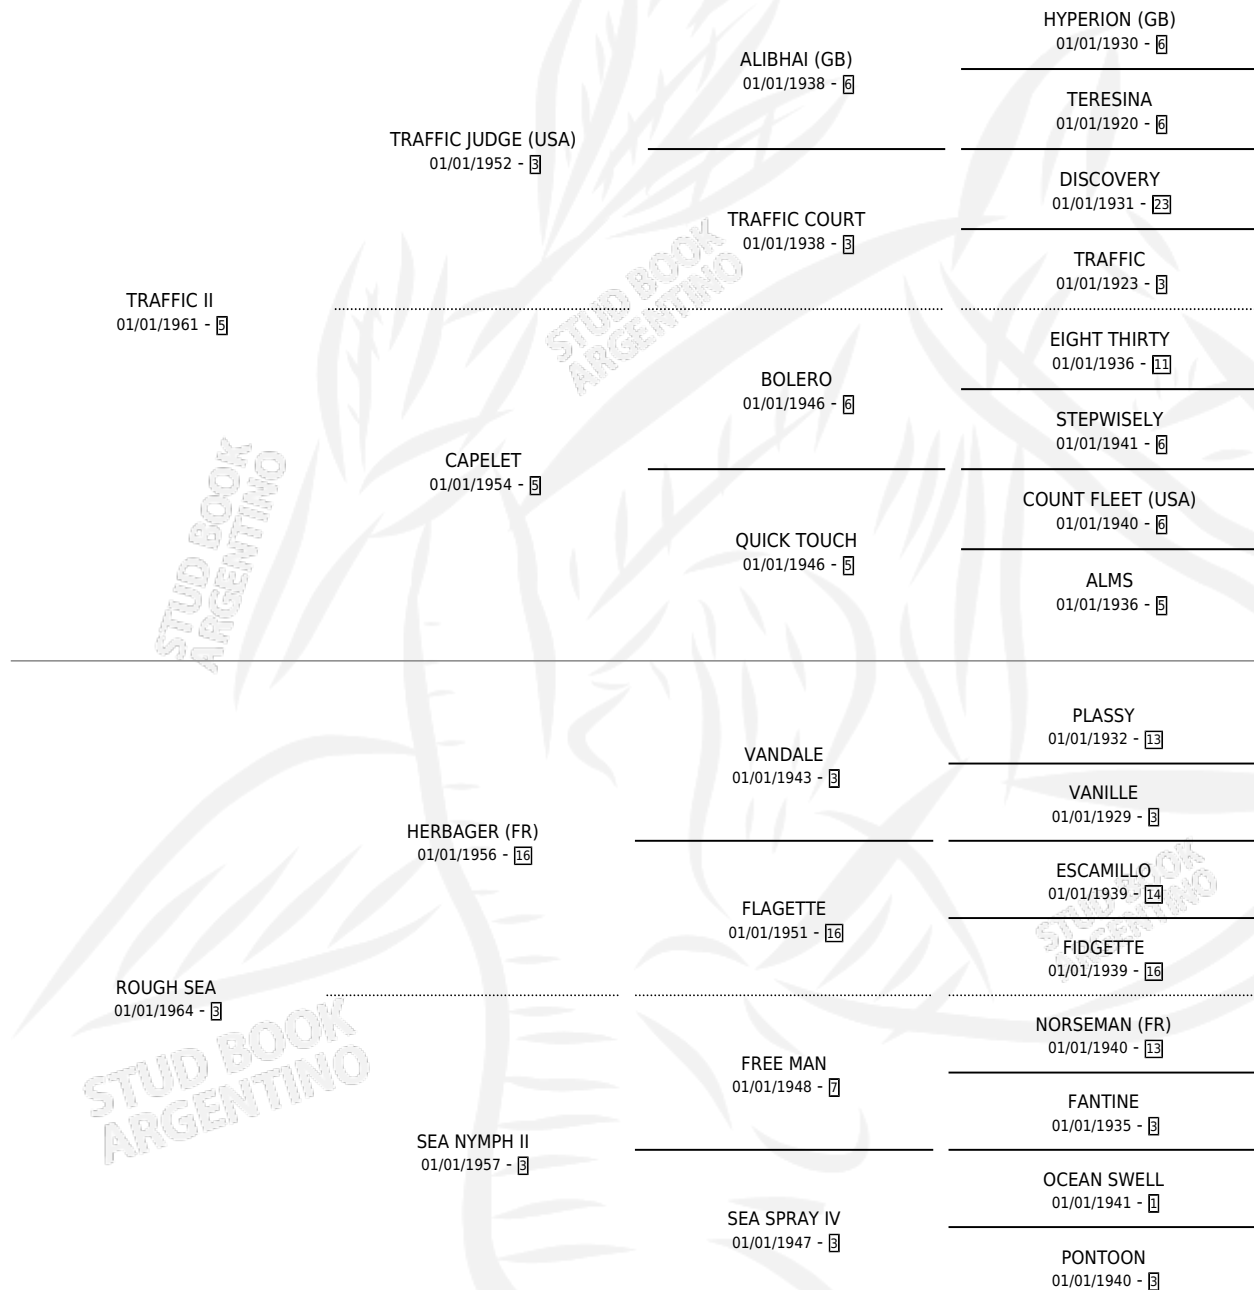 HYPERION (GB)
01/01/1930 - 6
ALIBHAI (GB)
01/01/1938 - 6
TERESINA
01/01/1920 - 6
TRAFFIC JUDGE (USA)
01/01/1952 - 3
DISCOVERY
01/01/1931 - 23
TRAFFIC COURT
01/01/1938 - 3
TRAFFIC
01/01/1923 - 3
TRAFFIC II
01/01/1961 - 5
EIGHT THIRTY
01/01/1936 - 11
BOLERO
01/01/1946 - 6
STEPWISELY
01/01/1941 - 6
CAPELET
01/01/1954 - 5
COUNT FLEET (USA)
01/01/1940 - 6
QUICK TOUCH
01/01/1946 - 5
ALMS
01/01/1936 - 5
PLASSY
01/01/1932 - 13
VANDALE
01/01/1943 - 3
VANILLE
01/01/1929 - 3
HERBAGER (FR)
01/01/1956 - 16
ESCAMILLO
01/01/1939 - 14
FLAGETTE
01/01/1951 - 16
FIDGETTE
01/01/1939 - 16
ROUGH SEA
01/01/1964 - 3
NORSEMAN (FR)
01/01/1940 - 13
FREE MAN
01/01/1948 - 7
FANTINE
01/01/1935 - 3
SEA NYMPH II
01/01/1957 - 3
OCEAN SWELL
01/01/1941 - 1
SEA SPRAY IV
01/01/1947 - 3
PONTOON
01/01/1940 - 3
STUD BOOK
ARGENTINO
STUD BOOK
ARGENTINO
STUD BOOK
ARGENTINO
STUD BOOK
ARGENTINO